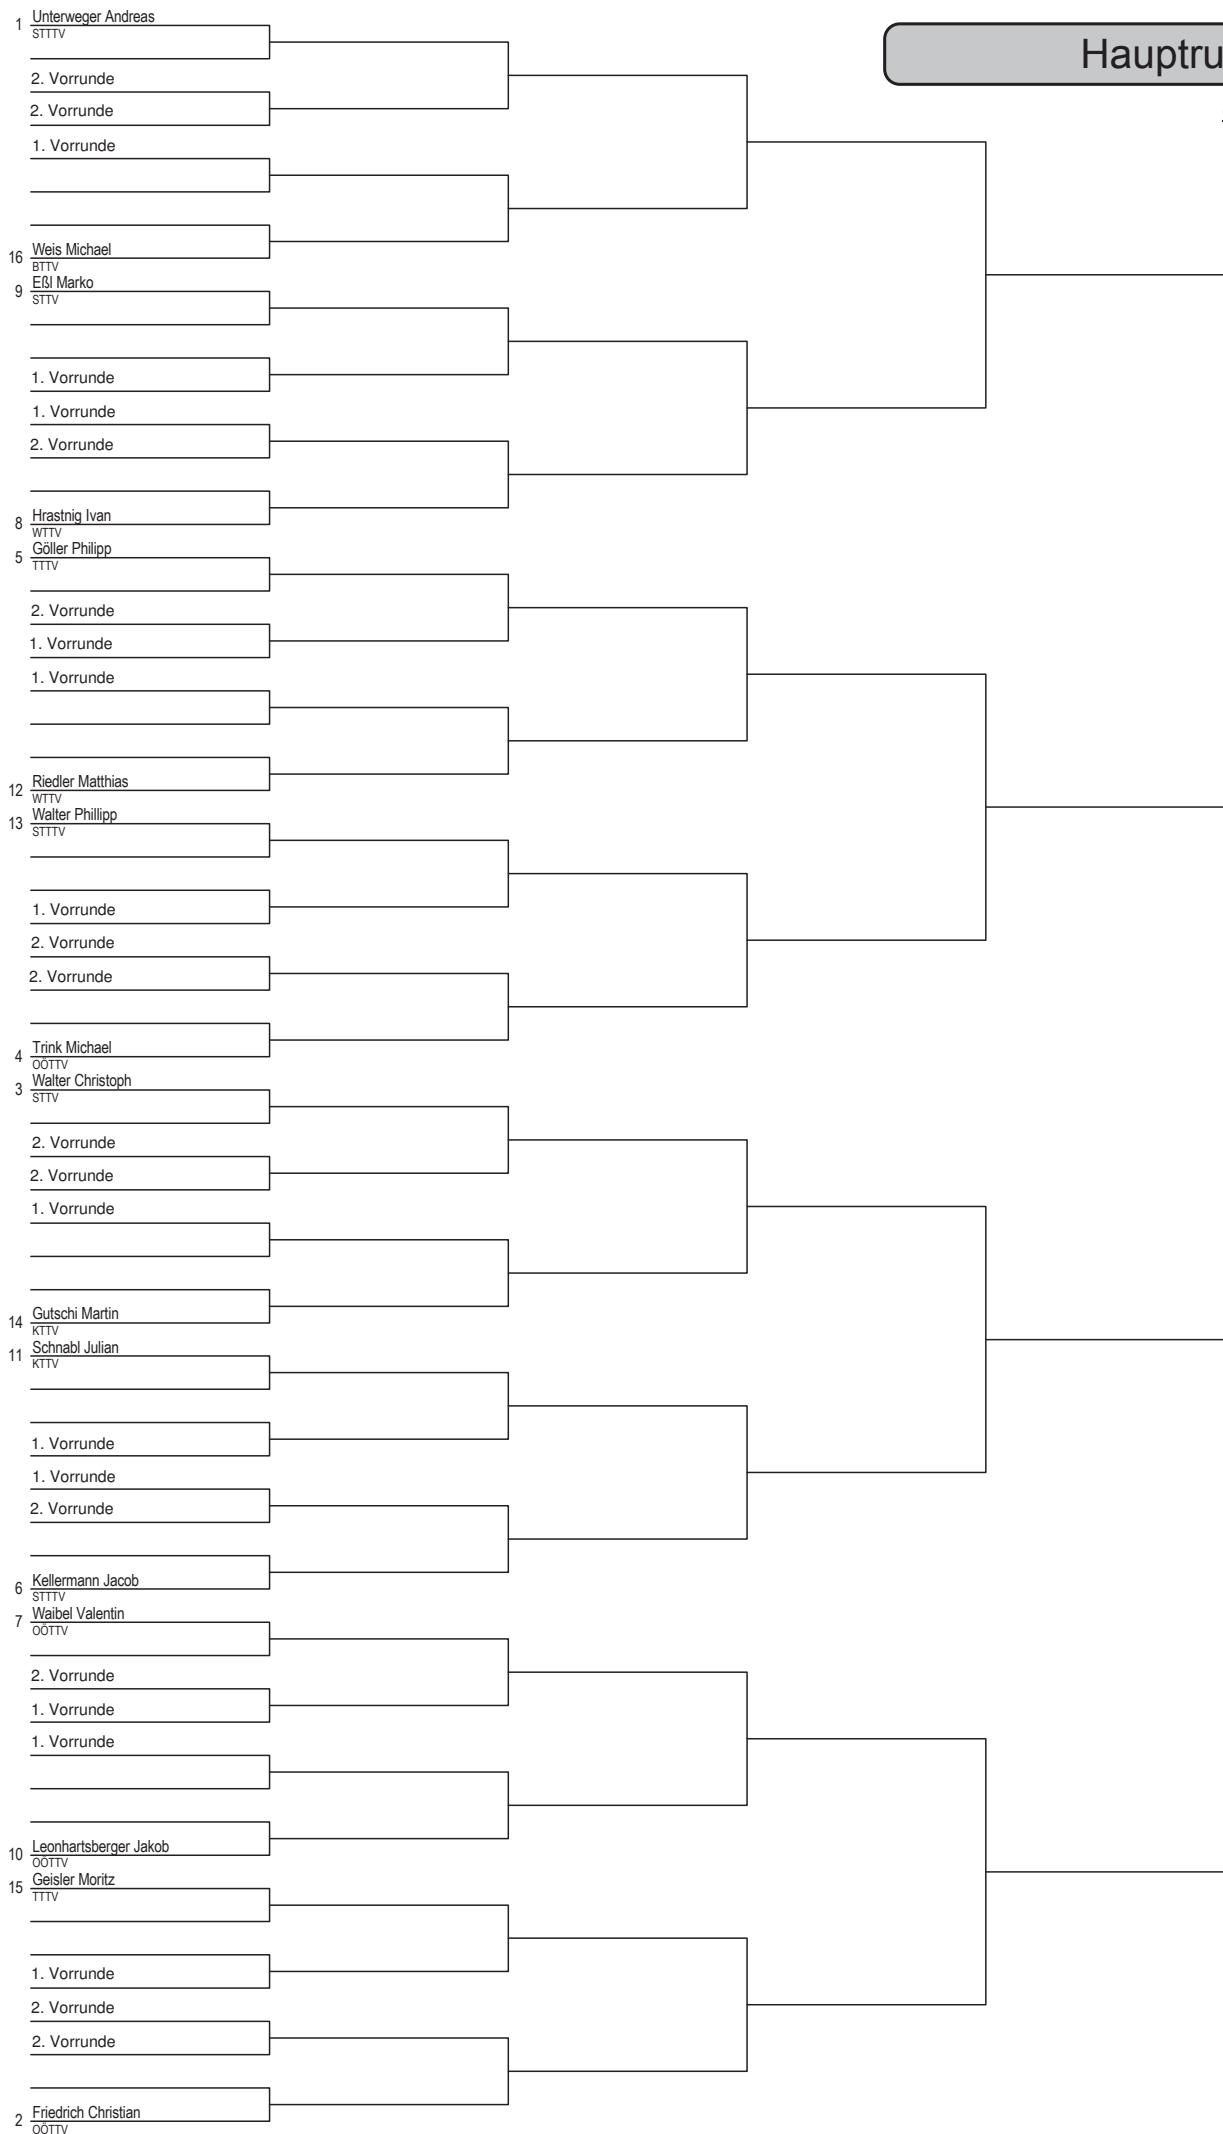 Unterweger Andreas
1
STTTV
Hauptru
2. Vorrunde
2. Vorrunde
1. Vorrunde
Weis Michael
16
BTTV
Eßl Marko
9
STTV
1. Vorrunde
1. Vorrunde
2. Vorrunde
Hrastnig Ivan
8
WTTV
Göller Philipp
5
TTTV
2. Vorrunde
1. Vorrunde
1. Vorrunde
Riedler Matthias
12
WTTV
Walter Phillipp
13
STTTV
1. Vorrunde
2. Vorrunde
2. Vorrunde
Trink Michael
4
OÖTTV
Walter Christoph
3
STTV
2. Vorrunde
2. Vorrunde
1. Vorrunde
Gutschi Martin
14
KTTV
Schnabl Julian
11
KTTV
1. Vorrunde
1. Vorrunde
2. Vorrunde
Kellermann Jacob
6
STTTV
Waibel Valentin
7
OÖTTV
2. Vorrunde
1. Vorrunde
1. Vorrunde
Leonhartsberger Jakob
10
OÖTTV
Geisler Moritz
15
TTTV
1. Vorrunde
2. Vorrunde
2. Vorrunde
Friedrich Christian
2
OÖTTV